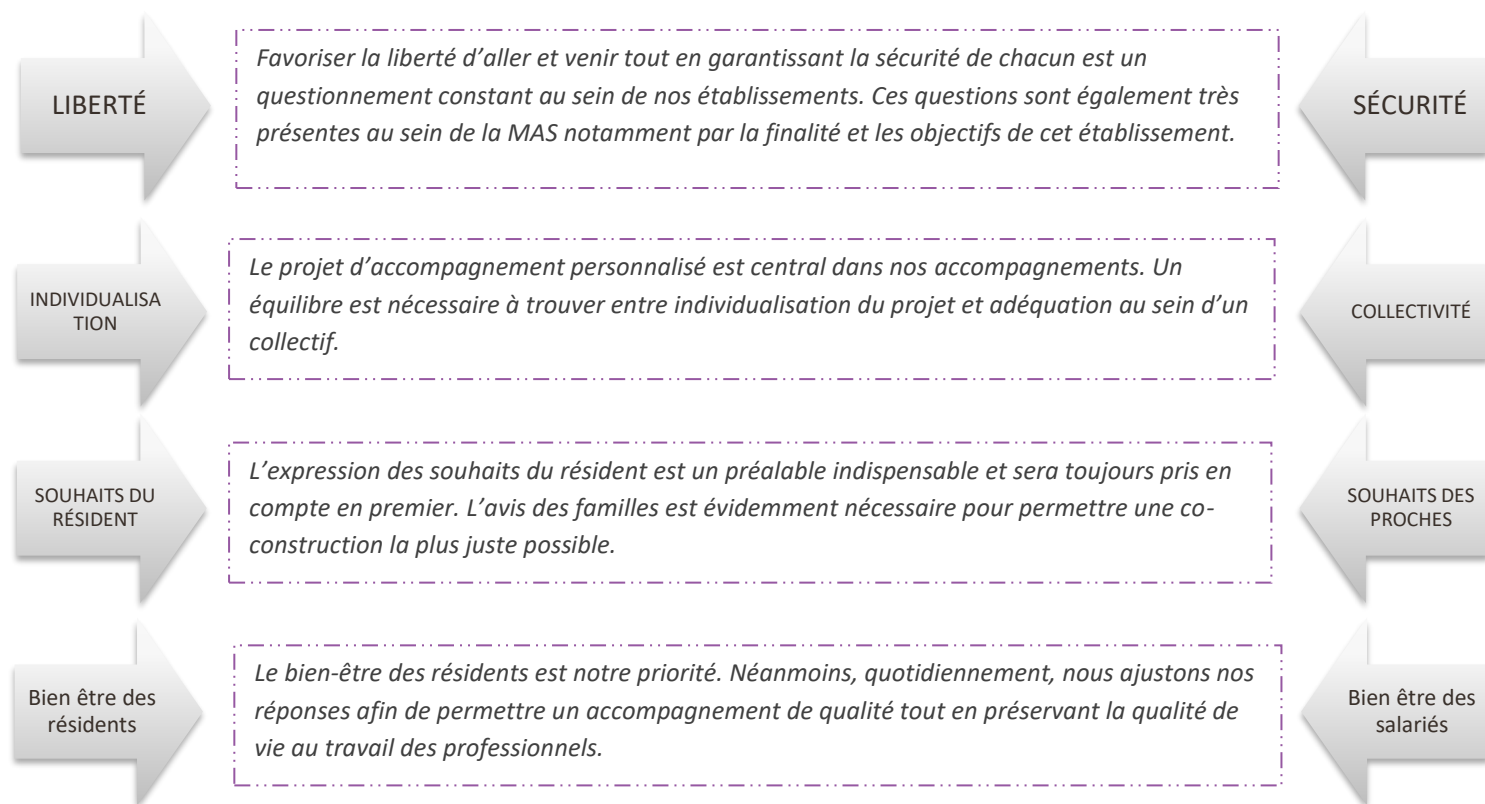 LIBERTÉ
Favoriser la liberté d’aller et venir tout en garantissant la sécurité de chacun est un
questionnement constant au sein de nos établissements. Ces questions sont également très
présentes au sein de la MAS notamment par la finalité et les objectifs de cet établissement.
SÉCURITÉ
INDIVIDUALISA
TION
Le projet d’accompagnement personnalisé est central dans nos accompagnements. Un
équilibre est nécessaire à trouver entre individualisation du projet et adéquation au sein d’un
collectif.
COLLECTIVITÉ
SOUHAITS DU
RÉSIDENT
L’expression des souhaits du résident est un préalable indispensable et sera toujours pris en
compte en premier. L’avis des familles est évidemment nécessaire pour permettre une co-
construction la plus juste possible.
SOUHAITS DES
PROCHES
Bien être des
résidents
Le bien-être des résidents est notre priorité. Néanmoins, quotidiennement, nous ajustons nos
réponses afin de permettre un accompagnement de qualité tout en préservant la qualité de
vie au travail des professionnels.
Bien être des
salariés